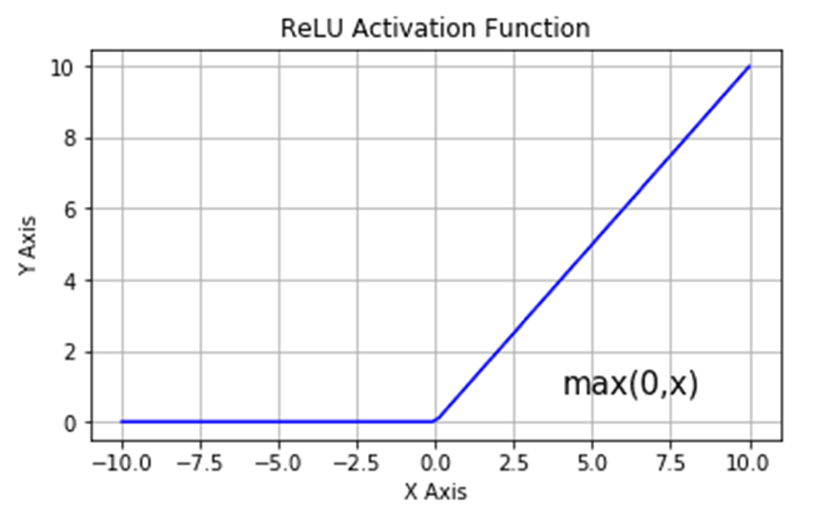 ReLU Activation Function
10
8
6
4
2
0
Y Axis
max(0,x)
−10.0 −7.5 −5.0 −2.5 0.0 2.5 5.0 7.5 10.0
X Axis